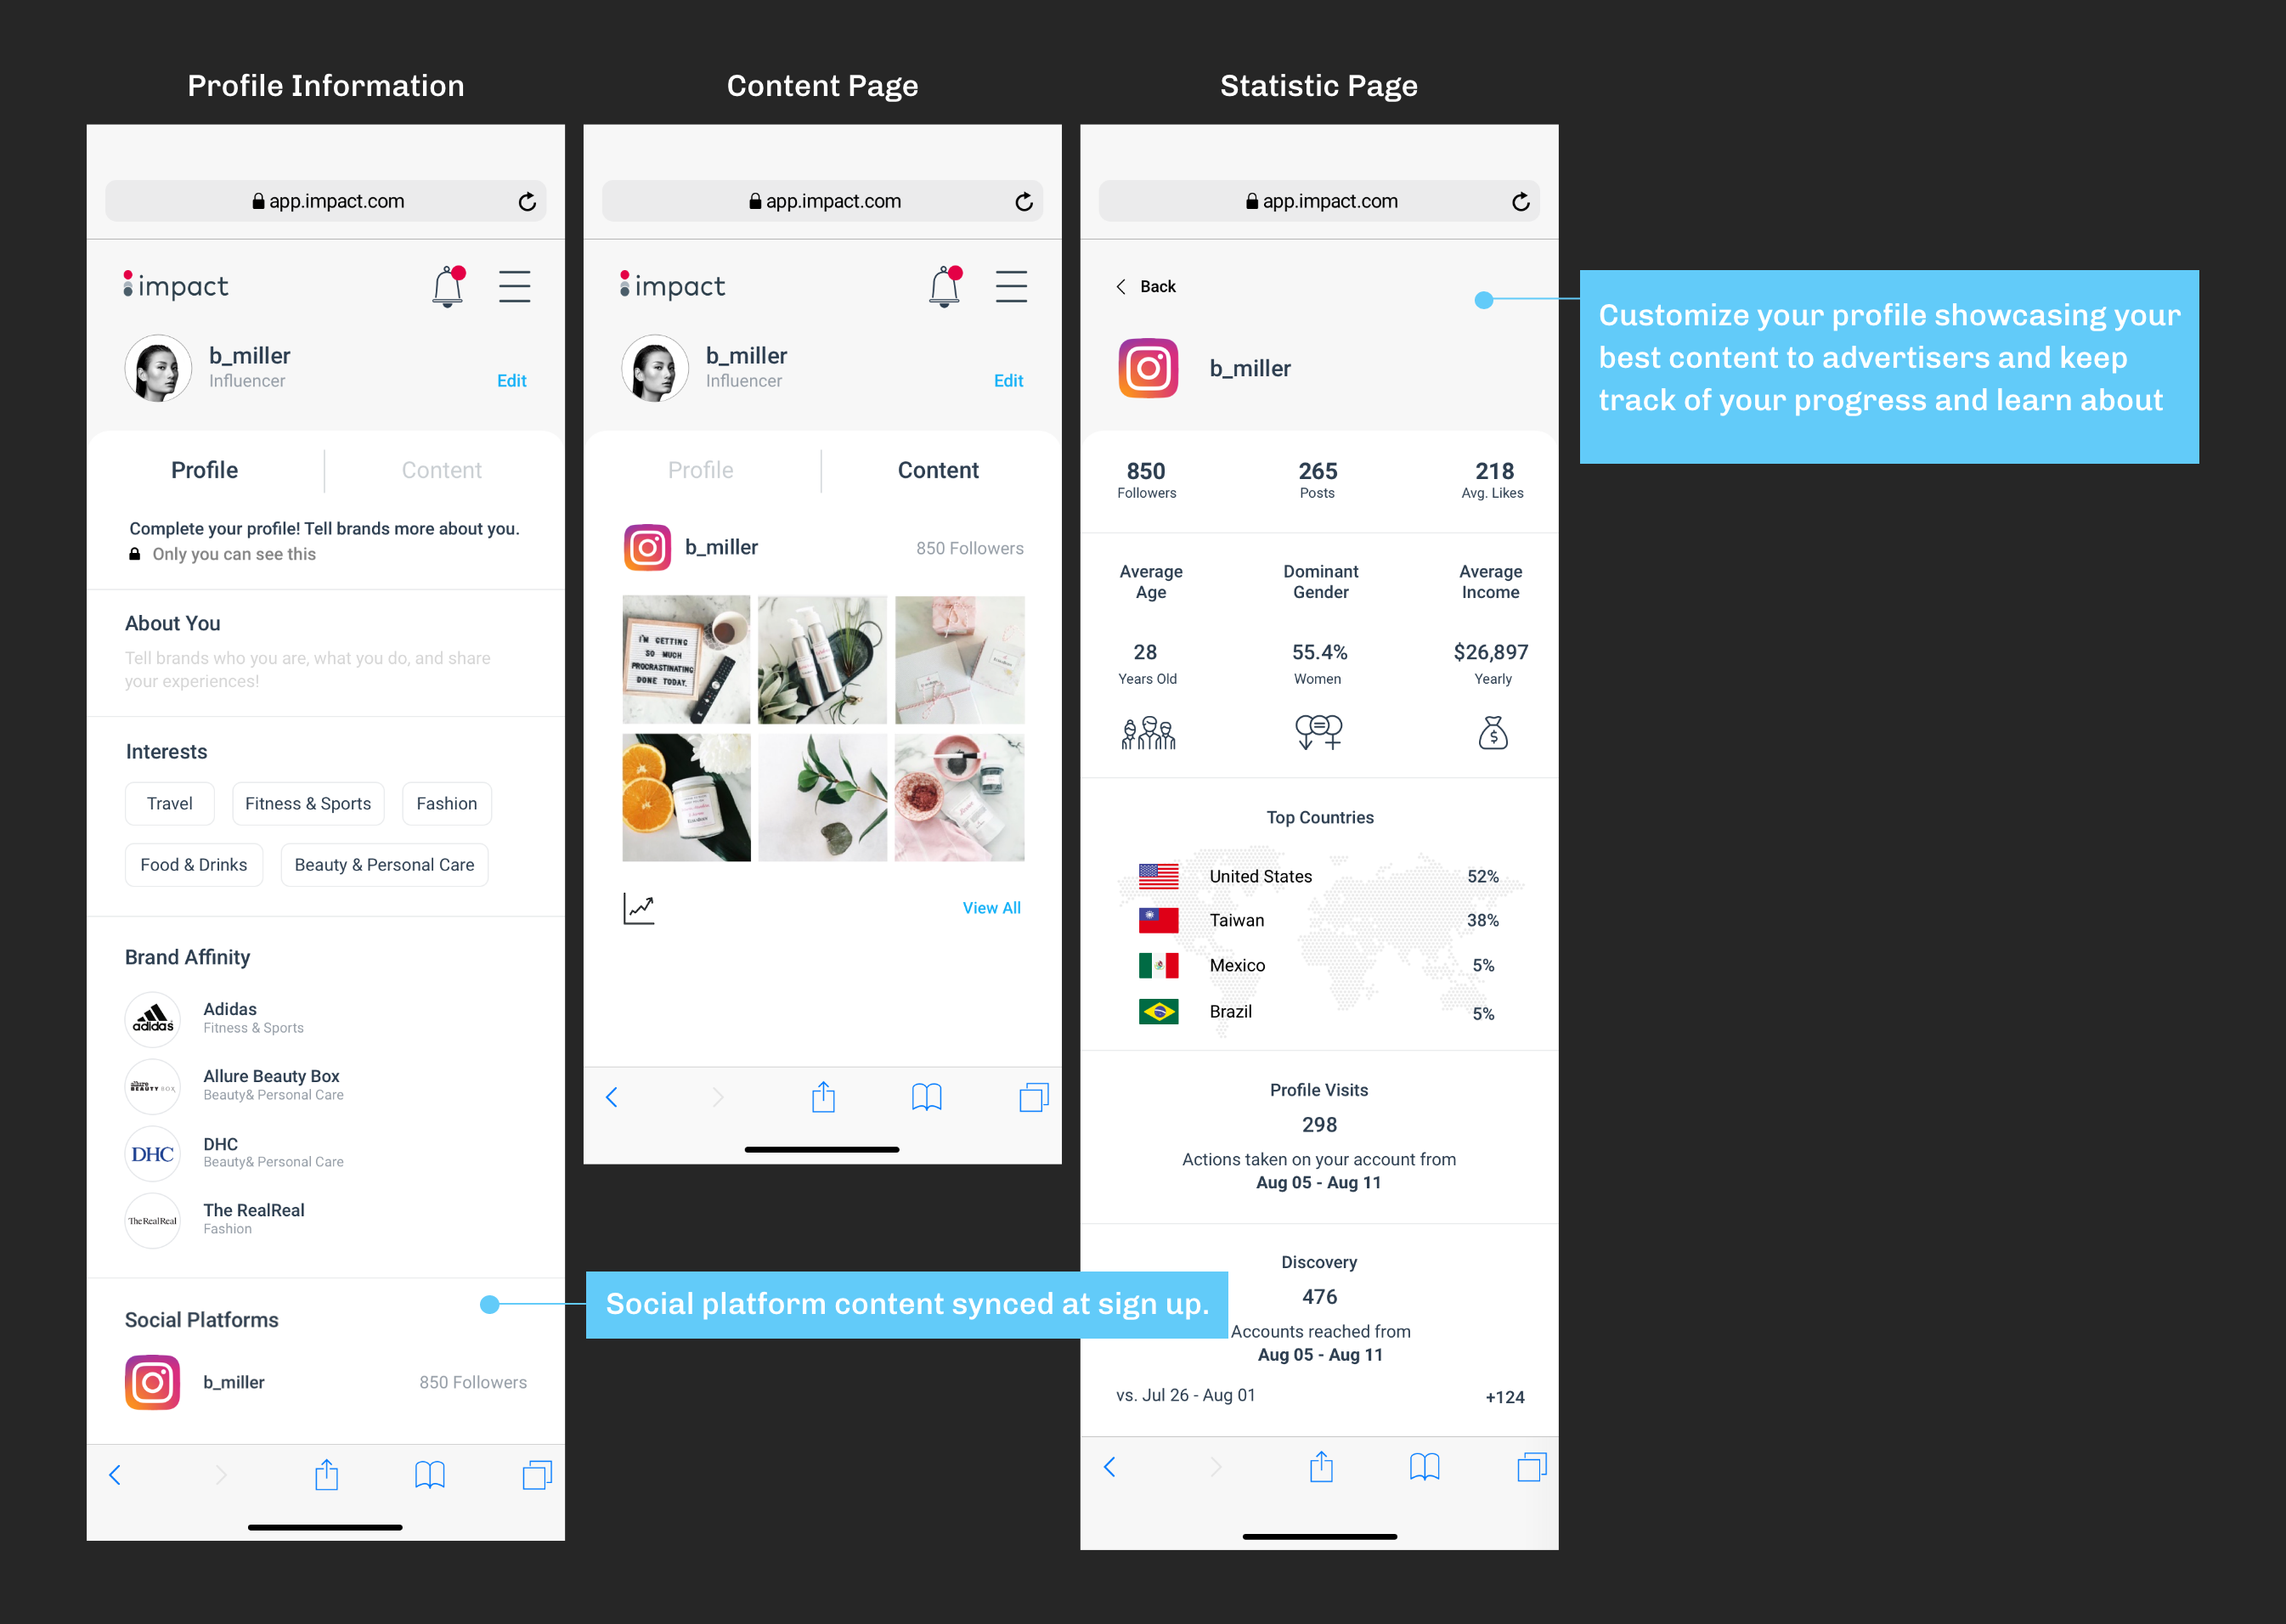 Profile Information
app.impact.com
impact
b_miller
Influencer
Edit
Profile
Content
Complete your profile! Tell brands more about you.
Only you can see this
About You
Tell brands who you are, what you do, and share
your experiences!
Interests
Travel
Fitness & Sports
Fashion
Food & Drinks
Beauty & Personal Care
Brand Affinity
adidas
Adidas
Fitness & Sports
allure
BEAUTY BOX
Allure Beauty Box
Beauty& Personal Care
DHC
DHC
Beauty& Personal Care
TheRealReal
The RealReal
Fashion
Social platform content synced at sign up.
Social Platforms
b_miller
850 Followers
Content Page
app.impact.com
impact
b_miller
Influencer
Edit
Profile
Content
b_miller
850 Followers
I'M GETTING
SO MUCH
PROCRASTINATING
DONE TODAY.
View All
Statistic Page
app.impact.com
Back
Customize your profile showcasing your
best content to advertisers and keep
track of your progress and learn about
b_miller
850
Followers
265
Posts
218
Avg. Likes
Average
Age
Dominant
Gender
Average
Income
28
Years Old
55.4%
Women
$26,897
Yearly
Top Countries
United States 52%
Taiwan 38%
Mexico 5%
Brazil 5%
Profile Visits
298
Actions taken on your account from
Aug 05 - Aug 11
Discovery
476
Accounts reached from
Aug 05 - Aug 11
vs. Jul 26 - Aug 01 +124